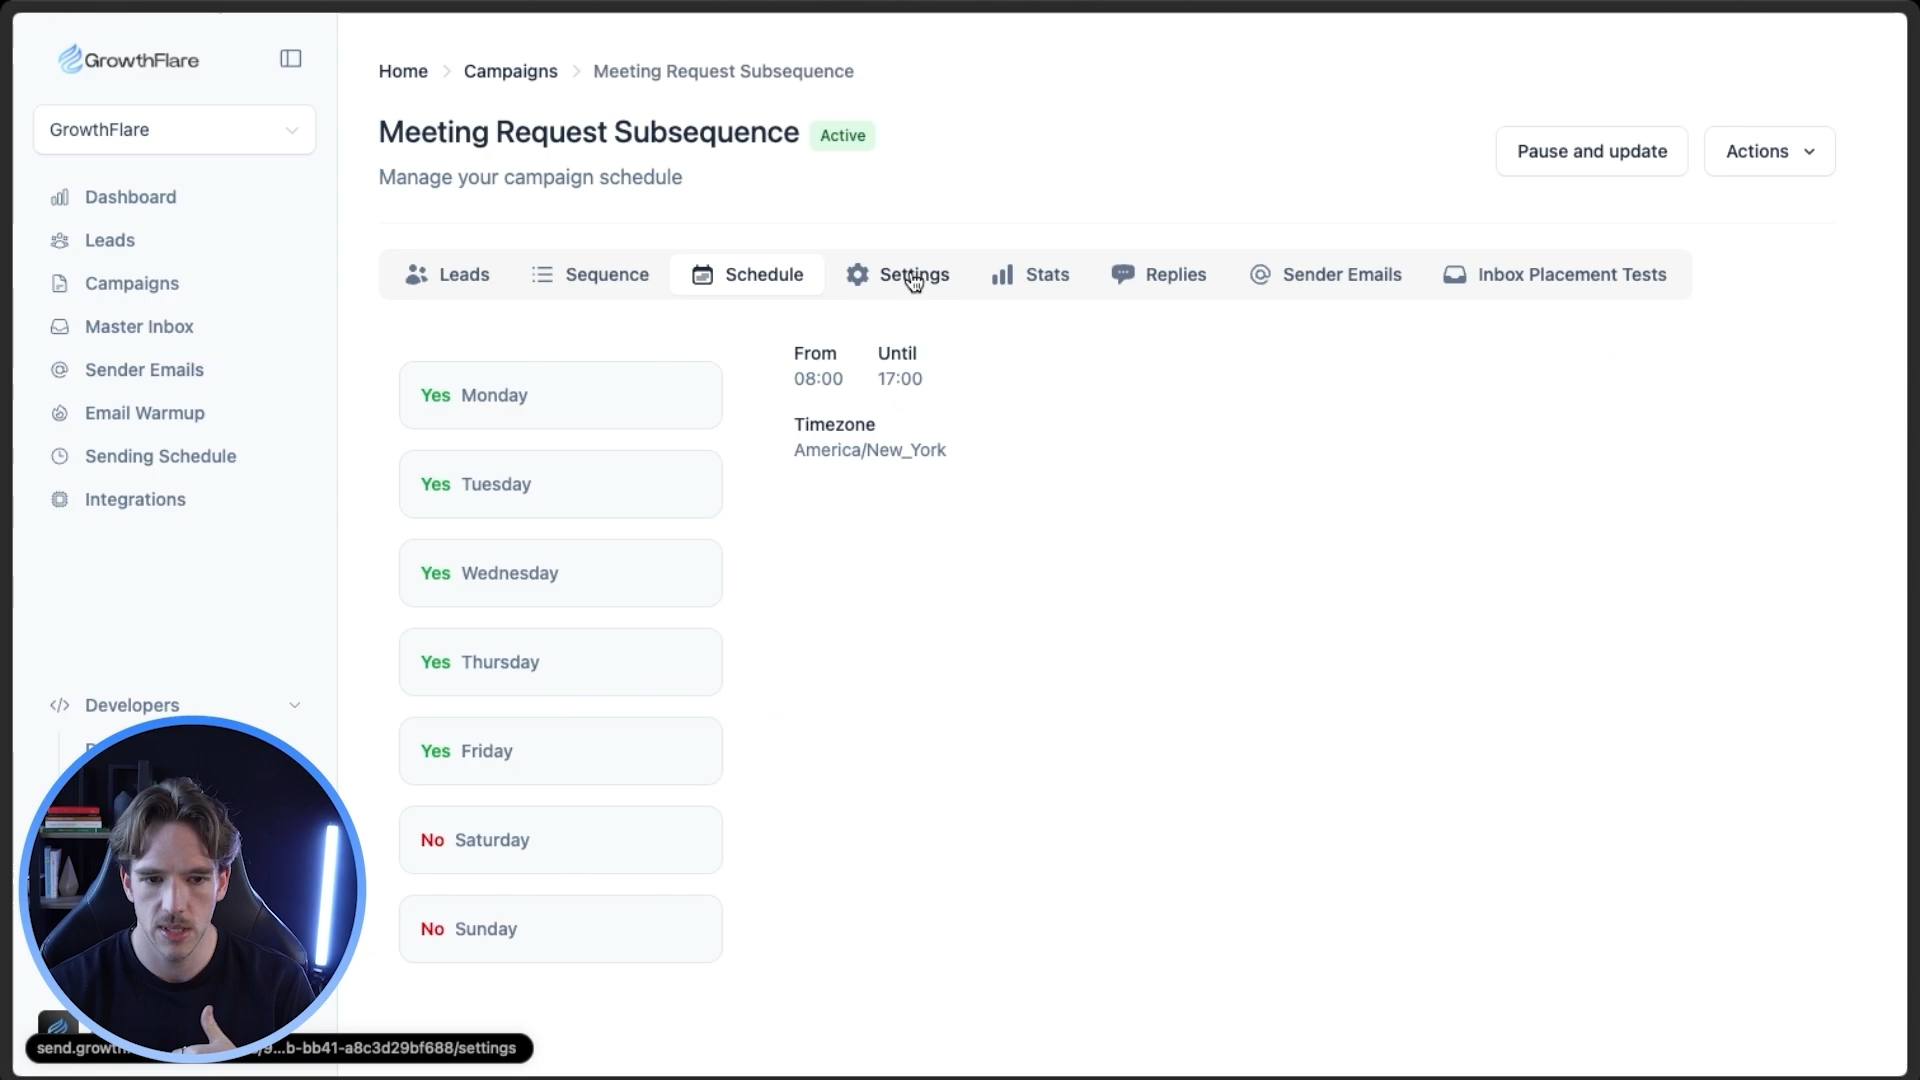 GrowthFlare
Home Campaigns Meeting Request Subsequence
GrowthFlare
Meeting Request Subsequence Active
Manage your campaign schedule
Pause and update
Actions
Dashboard
Leads
Campaigns
Master Inbox
Sender Emails
Email Warmup
Sending Schedule
Integrations
</> Developers
Leads Sequence Schedule Settings Stats Replies Sender Emails Inbox Placement Tests
Yes Monday
Yes Tuesday
Yes Wednesday
Yes Thursday
Yes Friday
No Saturday
No Sunday
From Until
08:00 17:00
Timezone
America/New_York
send.growth
9...b-bb41-a8c3d29bf688/settings